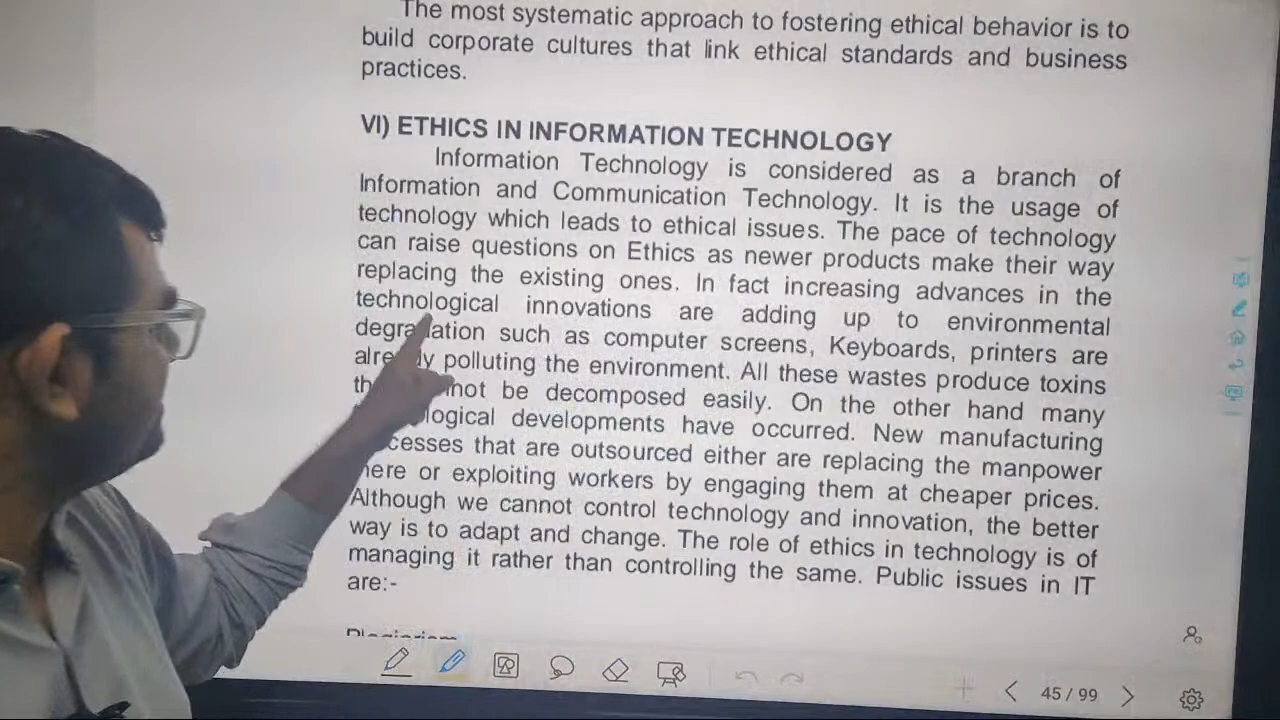 The most systematic approach to fostering ethical behavior is to
build corporate cultures that link ethical standards and business
practices.
VI) ETHICS IN INFORMATION TECHNOLOGY
Information Technology is considered as a branch of
Information and Communication Technology. It is the usage of
technology which leads to ethical issues. The pace of technology
can raise questions on Ethics as newer products make their way
replacing the existing ones. In fact increasing advances in the
technological innovations are adding up to environmental
degradation such as computer screens, Keyboards, printers are
already polluting the environment. All these wastes produce toxins
be decomposed easily. On the other hand many
developments have occurred. New manufacturing
that are outsourced either are replacing the manpower
here or exploiting workers by engaging them at cheaper prices.
Although we cannot control technology and innovation, the better
way is to adapt and change. The role of ethics in technology is of
managing it rather than controlling the same. Public issues in IT
are:-
45 / 99